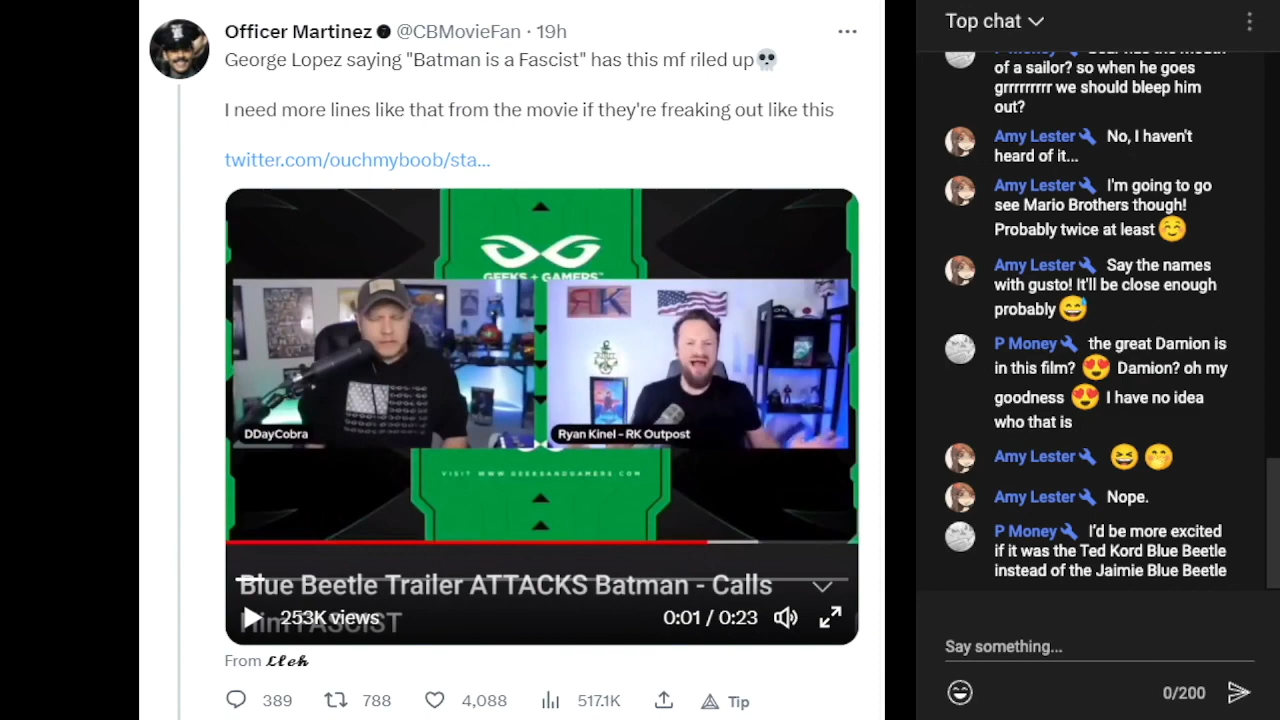 Officer Martinez @CBMovieFan · 19h
George Lopez saying "Batman is a Fascist" has this mf riled up💀
I need more lines like that from the movie if they're freaking out like this
twitter.com/ouchmyboob/sta...
GEEKS + GAMERS™
RK
DDayCobra
Ryan Kinel - RK Outpost
VISIT WWW.GEEKSANDGAMERS.COM
Blue Beetle Trailer ATTACKS Batman - Calls
Him FASCIST
253K views
0:01 / 0:23
From 𝓛𝓵𝓮𝓱
389 788 4,088 517.1K Tip
Top chat
of a sailor? so when he goes
grrrrrrrr we should bleep him
out?
Amy Lester No, I haven't
heard of it...
Amy Lester I'm going to go
see Mario Brothers though!
Probably twice at least ☺️
Amy Lester Say the names
with gusto! It'll be close enough
probably 😅
P Money the great Damion is
in this film? 😍 Damion? oh my
goodness 😍 I have no idea
who that is
Amy Lester 😆 🤭
Amy Lester Nope.
P Money I'd be more excited
if it was the Ted Kord Blue Beetle
instead of the Jaimie Blue Beetle
Say something...
0/200